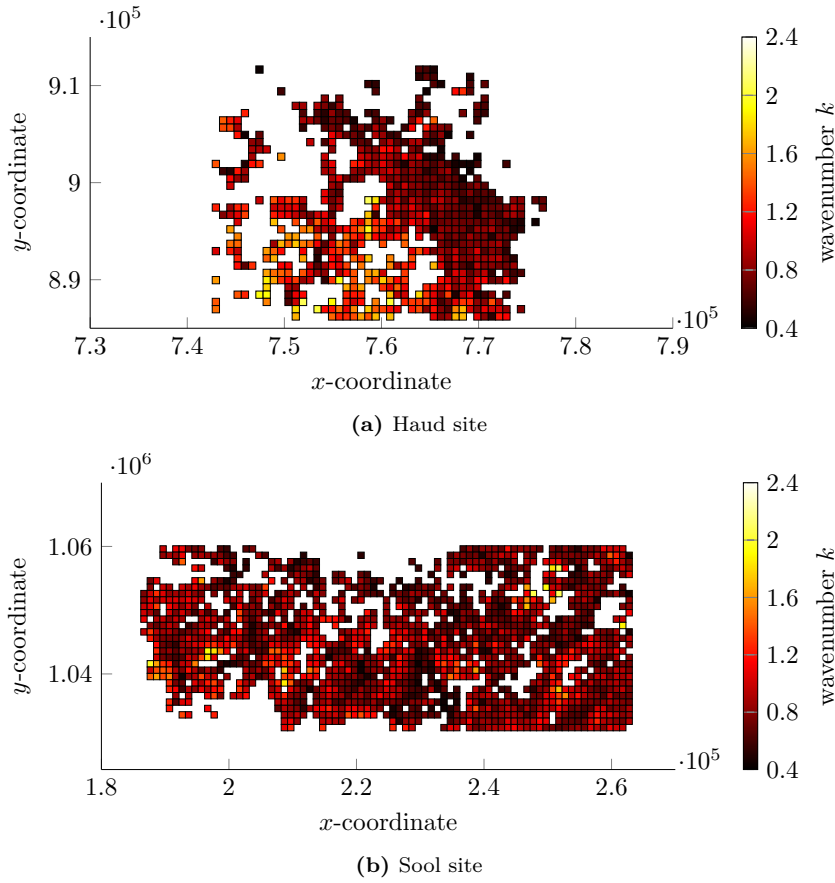 ·10^5
9.1
9
8.9
y-coordinate
7.3 7.4 7.5 7.6 7.7 7.8 7.9
·10^5
x-coordinate
2.4
2
1.6
1.2
0.8
0.4
wavenumber k
(a) Haud site
·10^6
1.06
1.04
y-coordinate
1.8 2 2.2 2.4 2.6
·10^5
x-coordinate
2.4
2
1.6
1.2
0.8
0.4
wavenumber k
(b) Sool site